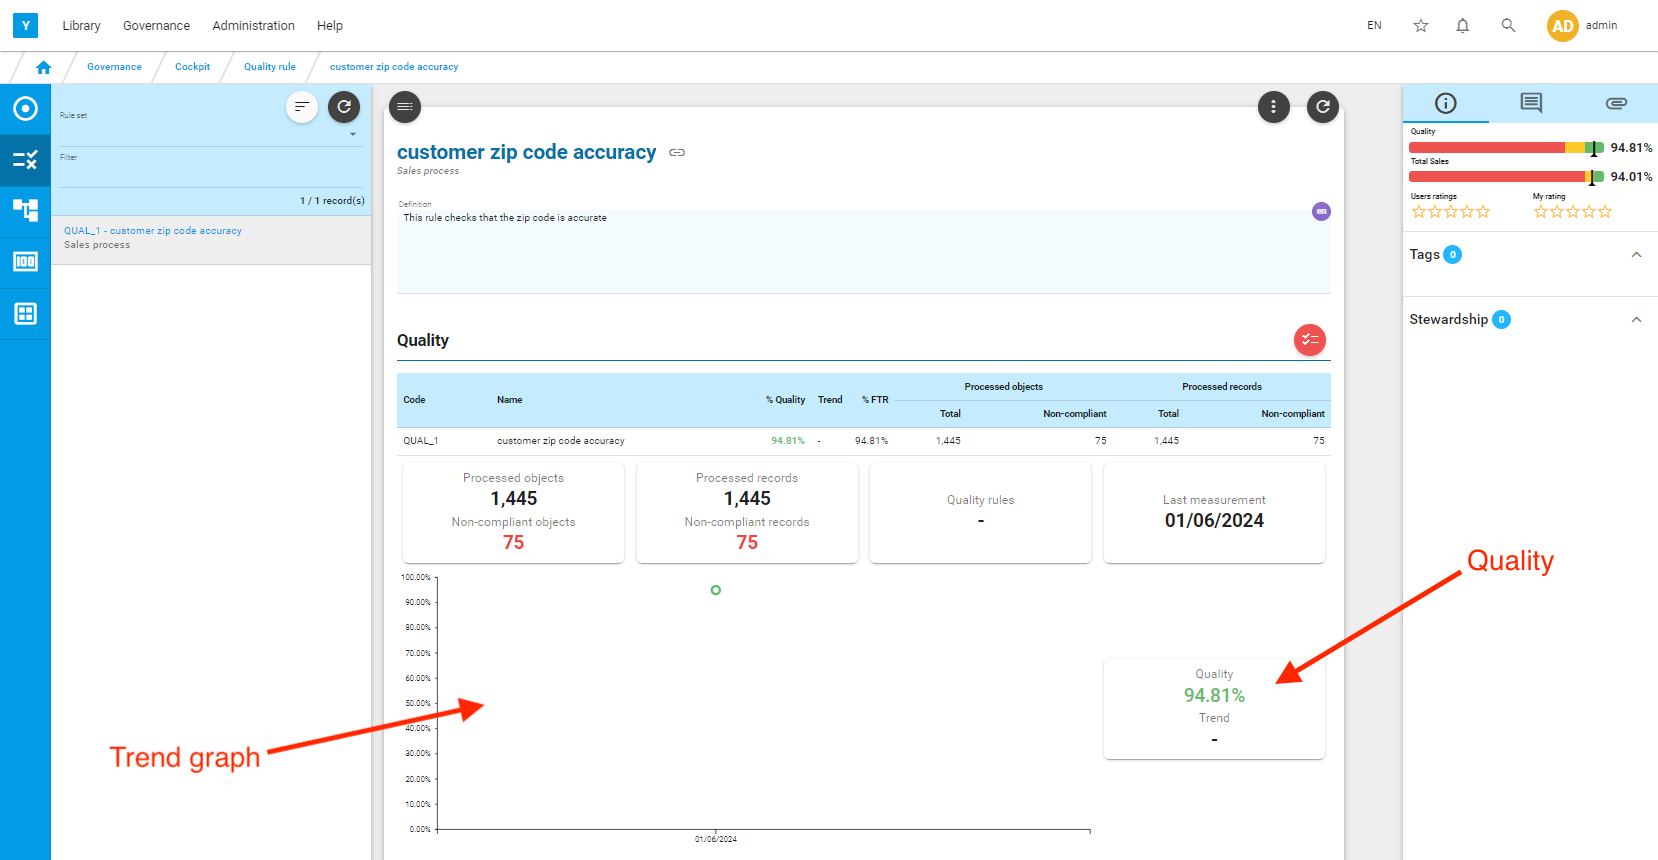 Y Library Governance Administration Help EN AD admin
Governance Cockpit Quality rule customer zip code accuracy
Rule set
Filter
1 / 1 record(s)
QUAL_1 - customer zip code accuracy
Sales process
customer zip code accuracy
Sales process
Definition
This rule checks that the zip code is accurate
en
Quality
Processed objects Processed records
Code Name % Quality Trend % FTR Total Non-compliant Total Non-compliant
QUAL_1 customer zip code accuracy 94.81% - 94.81% 1,445 75 1,445 75
Processed objects
1,445
Non-compliant objects
75
Processed records
1,445
Non-compliant records
75
Quality rules
-
Last measurement
01/06/2024
100.00%
90.00%
80.00%
70.00%
60.00%
50.00%
40.00%
30.00%
20.00%
10.00%
0.00%
01/06/2024
Trend graph
Quality
94.81%
Trend
-
Quality
Quality
94.81%
Total Sales
94.01%
Users ratings My rating
Tags 0
Stewardship 0
100